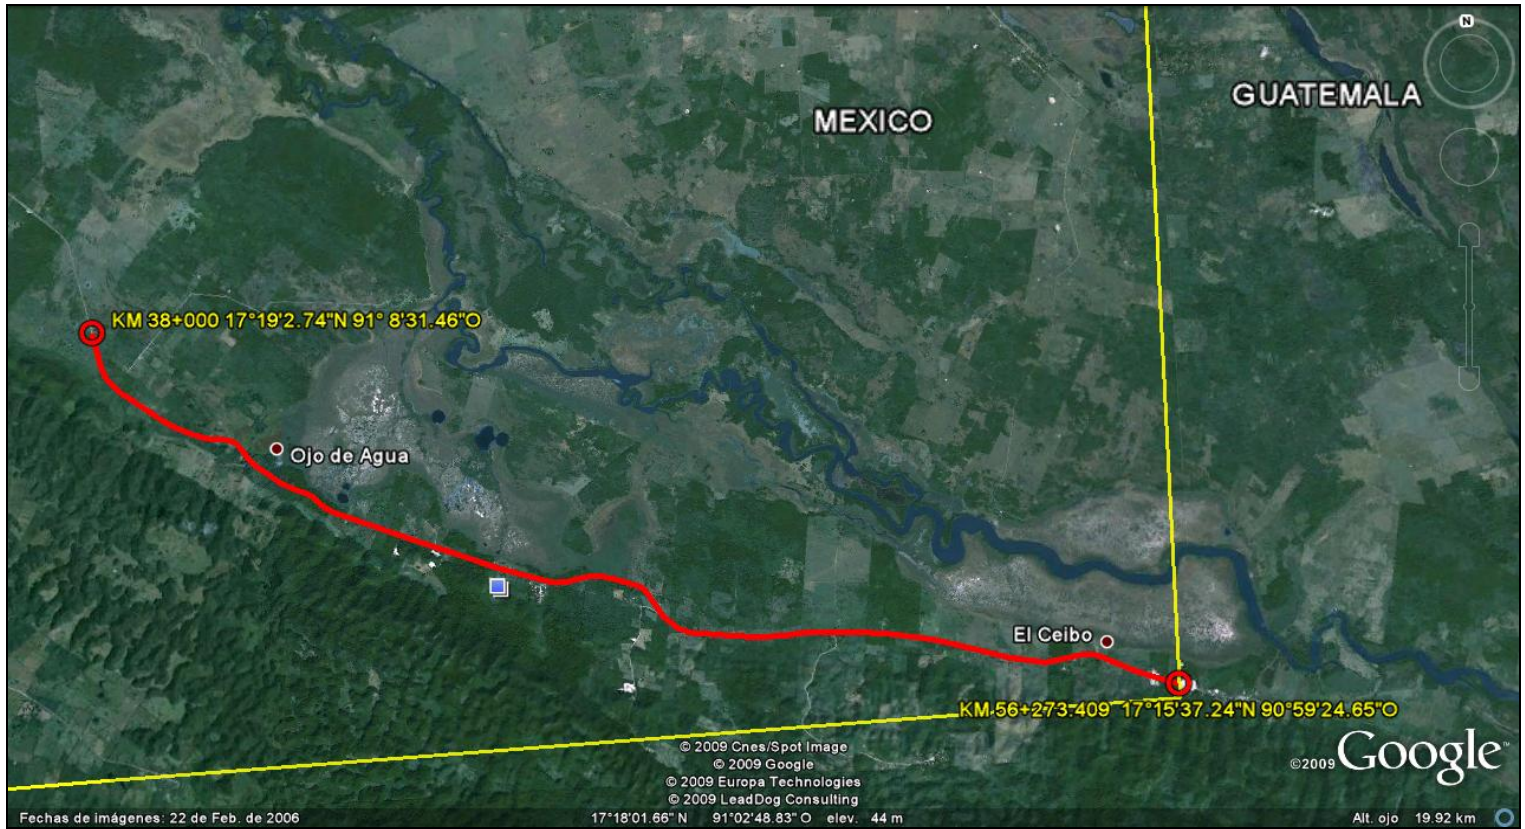 N
GUATEMALA
MEXICO
KM 38+000 17°19'2.74"N 91° 8'31.46"O
Ojo de Agua
El Ceibo
KM 56+273.409 17°15'37.24"N 90°59'24.65"O
© 2009 Cnes/Spot Image
© 2009 Google
© 2009 Europa Technologies
© 2009 LeadDog Consulting
©2009 Google™
Fechas de imágenes: 22 de Feb. de 2006 17°18'01.66" N 91°02'48.83" O elev. 44 m Alt. ojo 19.92 km